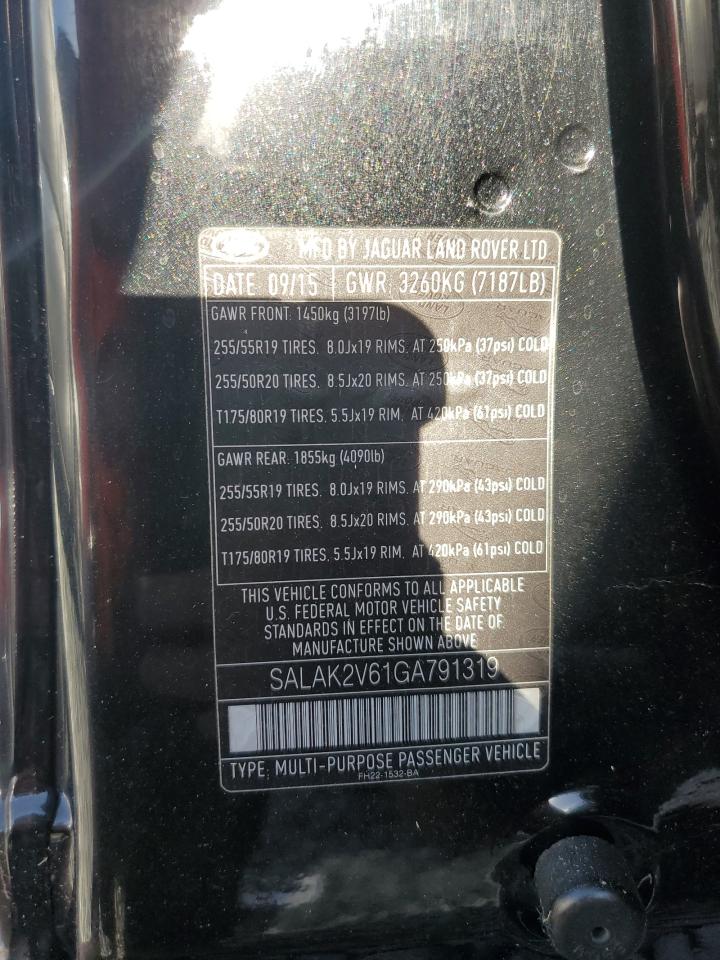 MFD BY JAGUAR LAND ROVER LTD
DATE 09/15 GWR: 3260KG (7187LB)
GAWR FRONT: 1450kg (3197lb)
255/55R19 TIRES, 8.0Jx19 RIMS, AT 250kPa (37psi) COLD
255/50R20 TIRES, 8.5Jx20 RIMS, AT 250kPa (37psi) COLD
T175/80R19 TIRES, 5.5Jx19 RIM, AT 420kPa (61psi) COLD
GAWR REAR: 1855kg (4090lb)
255/55R19 TIRES, 8.0Jx19 RIMS, AT 290kPa (43psi) COLD
255/50R20 TIRES, 8.5Jx20 RIMS, AT 290kPa (43psi) COLD
T175/80R19 TIRES, 5.5Jx19 RIM, AT 420kPa (61psi) COLD
THIS VEHICLE CONFORMS TO ALL APPLICABLE
U.S. FEDERAL MOTOR VEHICLE SAFETY
STANDARDS IN EFFECT ON THE DATE OF
MANUFACTURE SHOWN ABOVE
SALAK2V61GA791319
TYPE: MULTI-PURPOSE PASSENGER VEHICLE
FH22-1532-BA